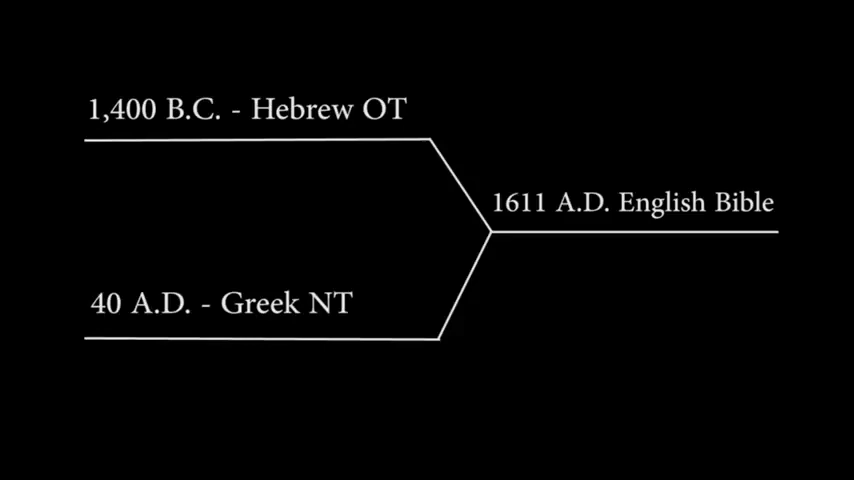 1,400 B.C. - Hebrew OT
1611 A.D. English Bible
40 A.D. - Greek NT